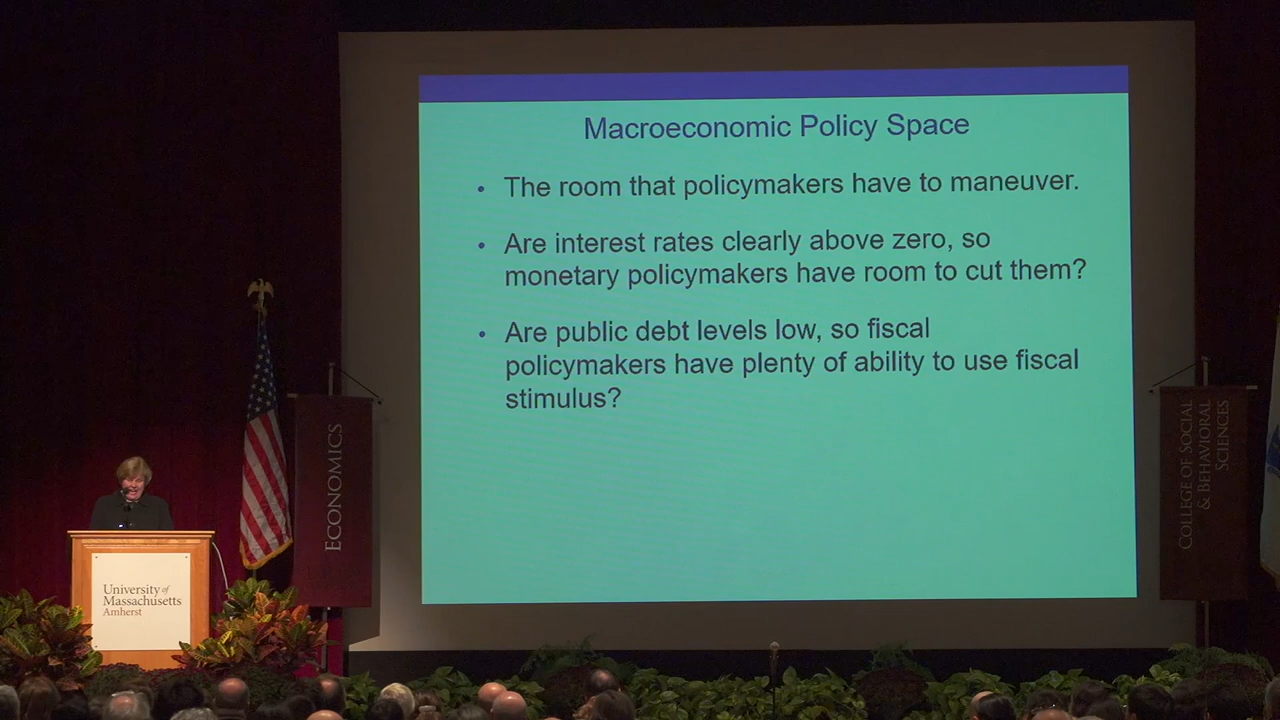 Macroeconomic Policy Space
• The room that policymakers have to maneuver.
• Are interest rates clearly above zero, so
monetary policymakers have room to cut them?
• Are public debt levels low, so fiscal
policymakers have plenty of ability to use fiscal
stimulus?
ECONOMICS
COLLEGE OF SOCIAL
& BEHAVIORAL
SCIENCES
University of
Massachusetts
Amherst